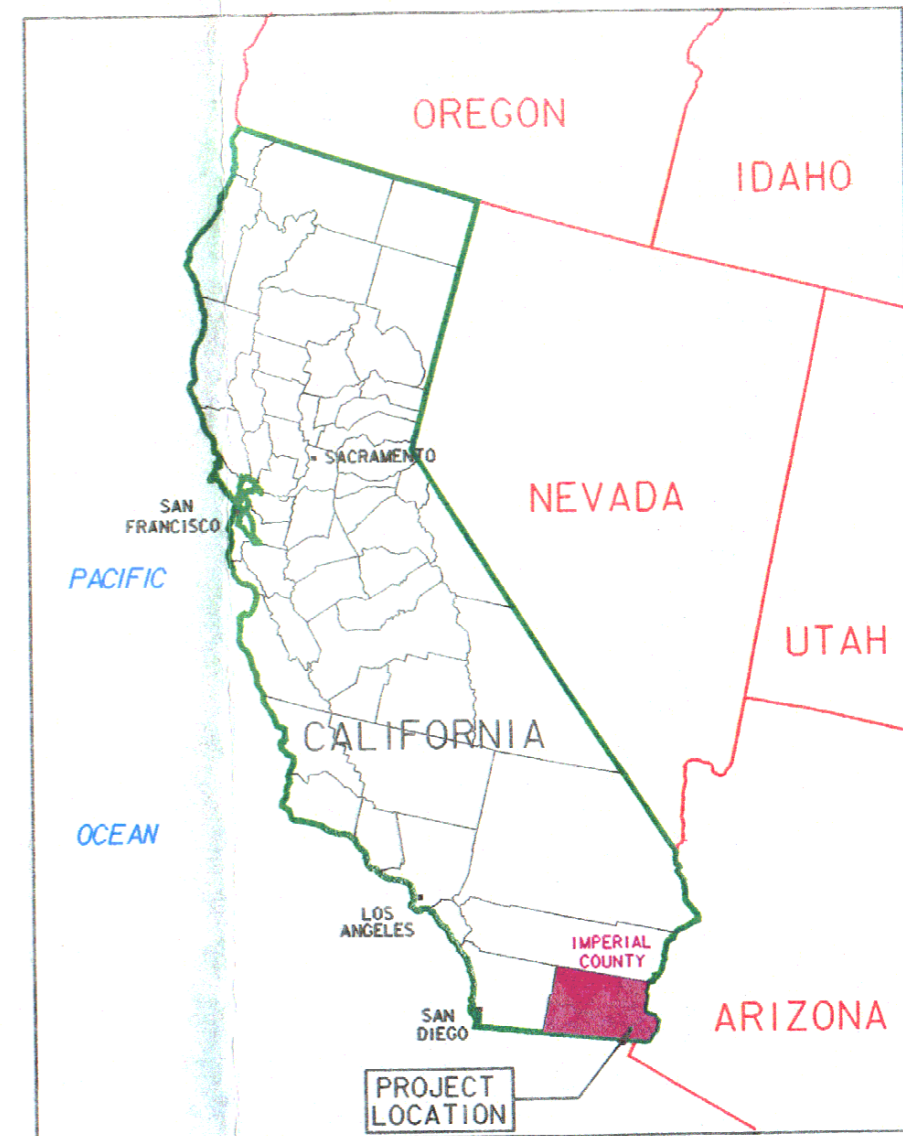 OREGON
IDAHO
SACRAMENTO
NEVADA
SAN
FRANCISCO
PACIFIC
UTAH
CALIFORNIA
OCEAN
LOS
ANGELES
IMPERIAL
COUNTY
SAN
DIEGO
ARIZONA
PROJECT
LOCATION